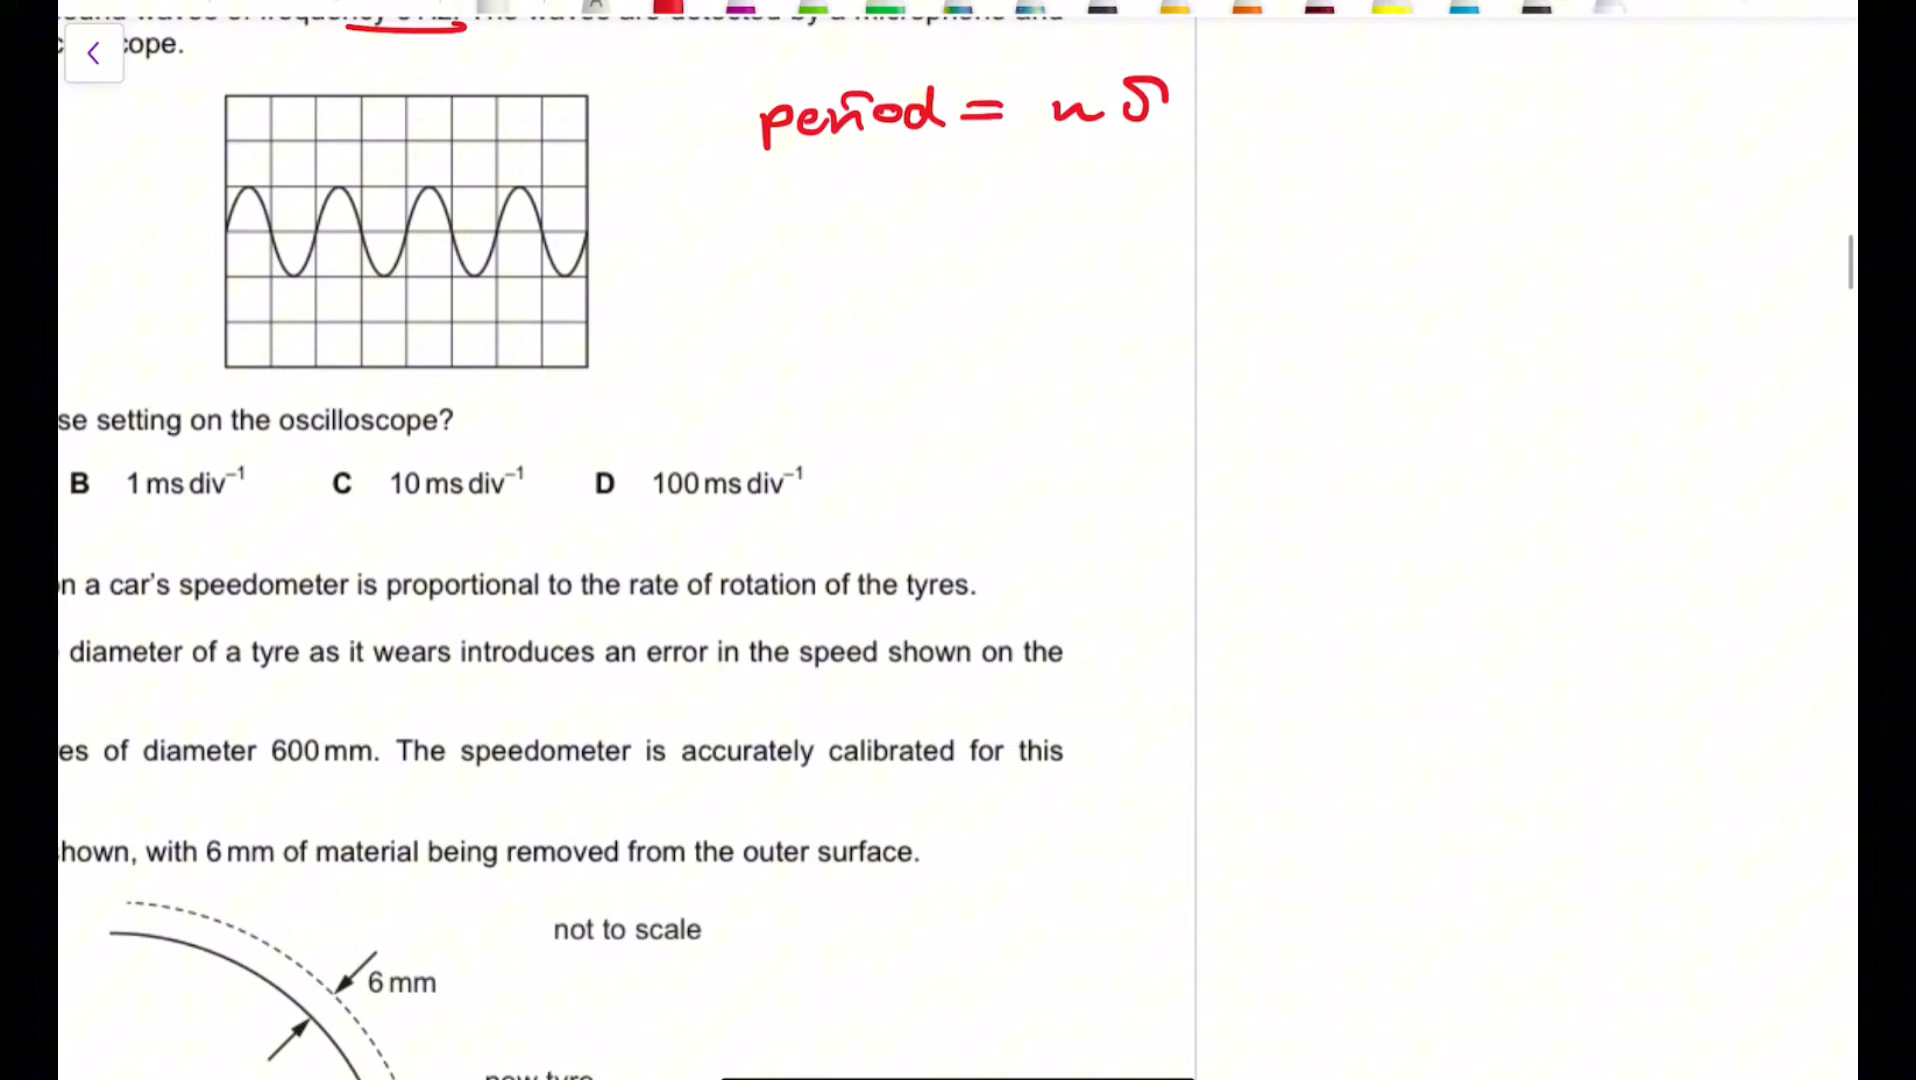 cope.
period = n δ
se setting on the oscilloscope?
B 1 ms div⁻¹ C 10 ms div⁻¹ D 100 ms div⁻¹
n a car's speedometer is proportional to the rate of rotation of the tyres.
diameter of a tyre as it wears introduces an error in the speed shown on the
es of diameter 600 mm. The speedometer is accurately calibrated for this
hown, with 6 mm of material being removed from the outer surface.
not to scale
6 mm